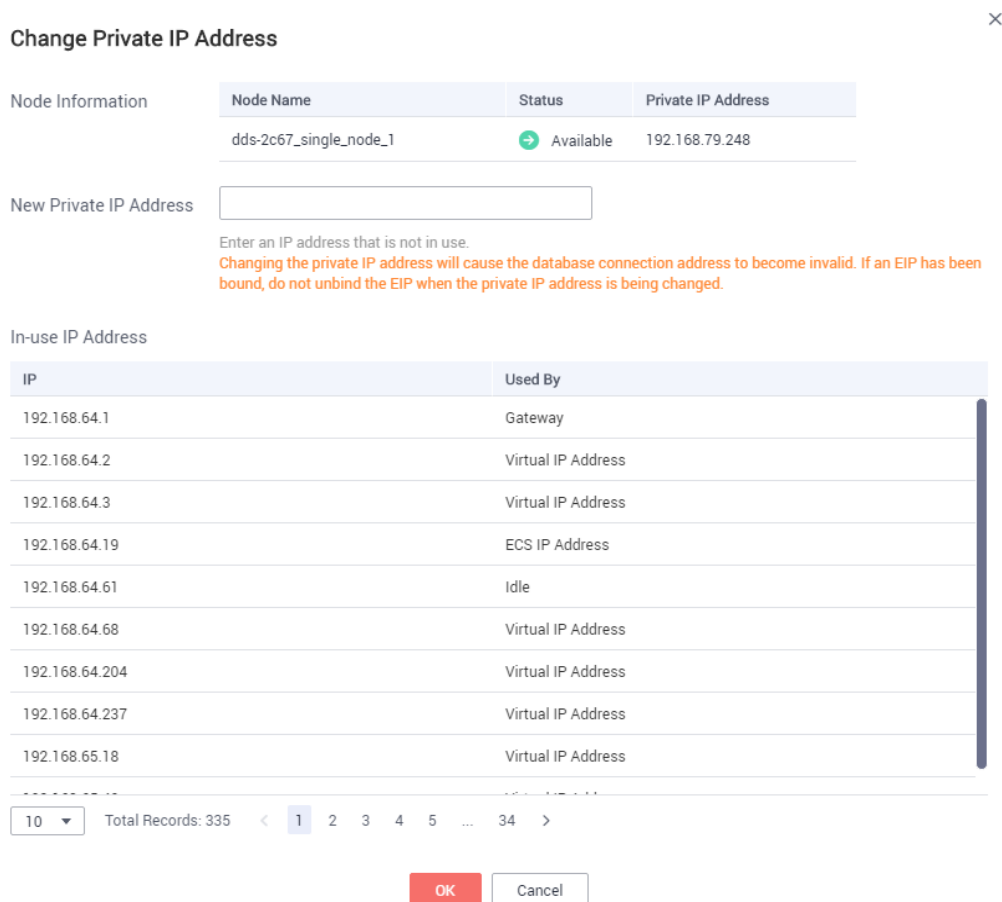 Change Private IP Address
Node Information
Node Name Status Private IP Address
dds-2c67_single_node_1 Available 192.168.79.248
New Private IP Address
Enter an IP address that is not in use.
Changing the private IP address will cause the database connection address to become invalid. If an EIP has been
bound, do not unbind the EIP when the private IP address is being changed.
In-use IP Address
IP Used By
192.168.64.1 Gateway
192.168.64.2 Virtual IP Address
192.168.64.3 Virtual IP Address
192.168.64.19 ECS IP Address
192.168.64.61 Idle
192.168.64.68 Virtual IP Address
192.168.64.204 Virtual IP Address
192.168.64.237 Virtual IP Address
192.168.65.18 Virtual IP Address
10 Total Records: 335 < 1 2 3 4 5 ... 34 >
OK Cancel